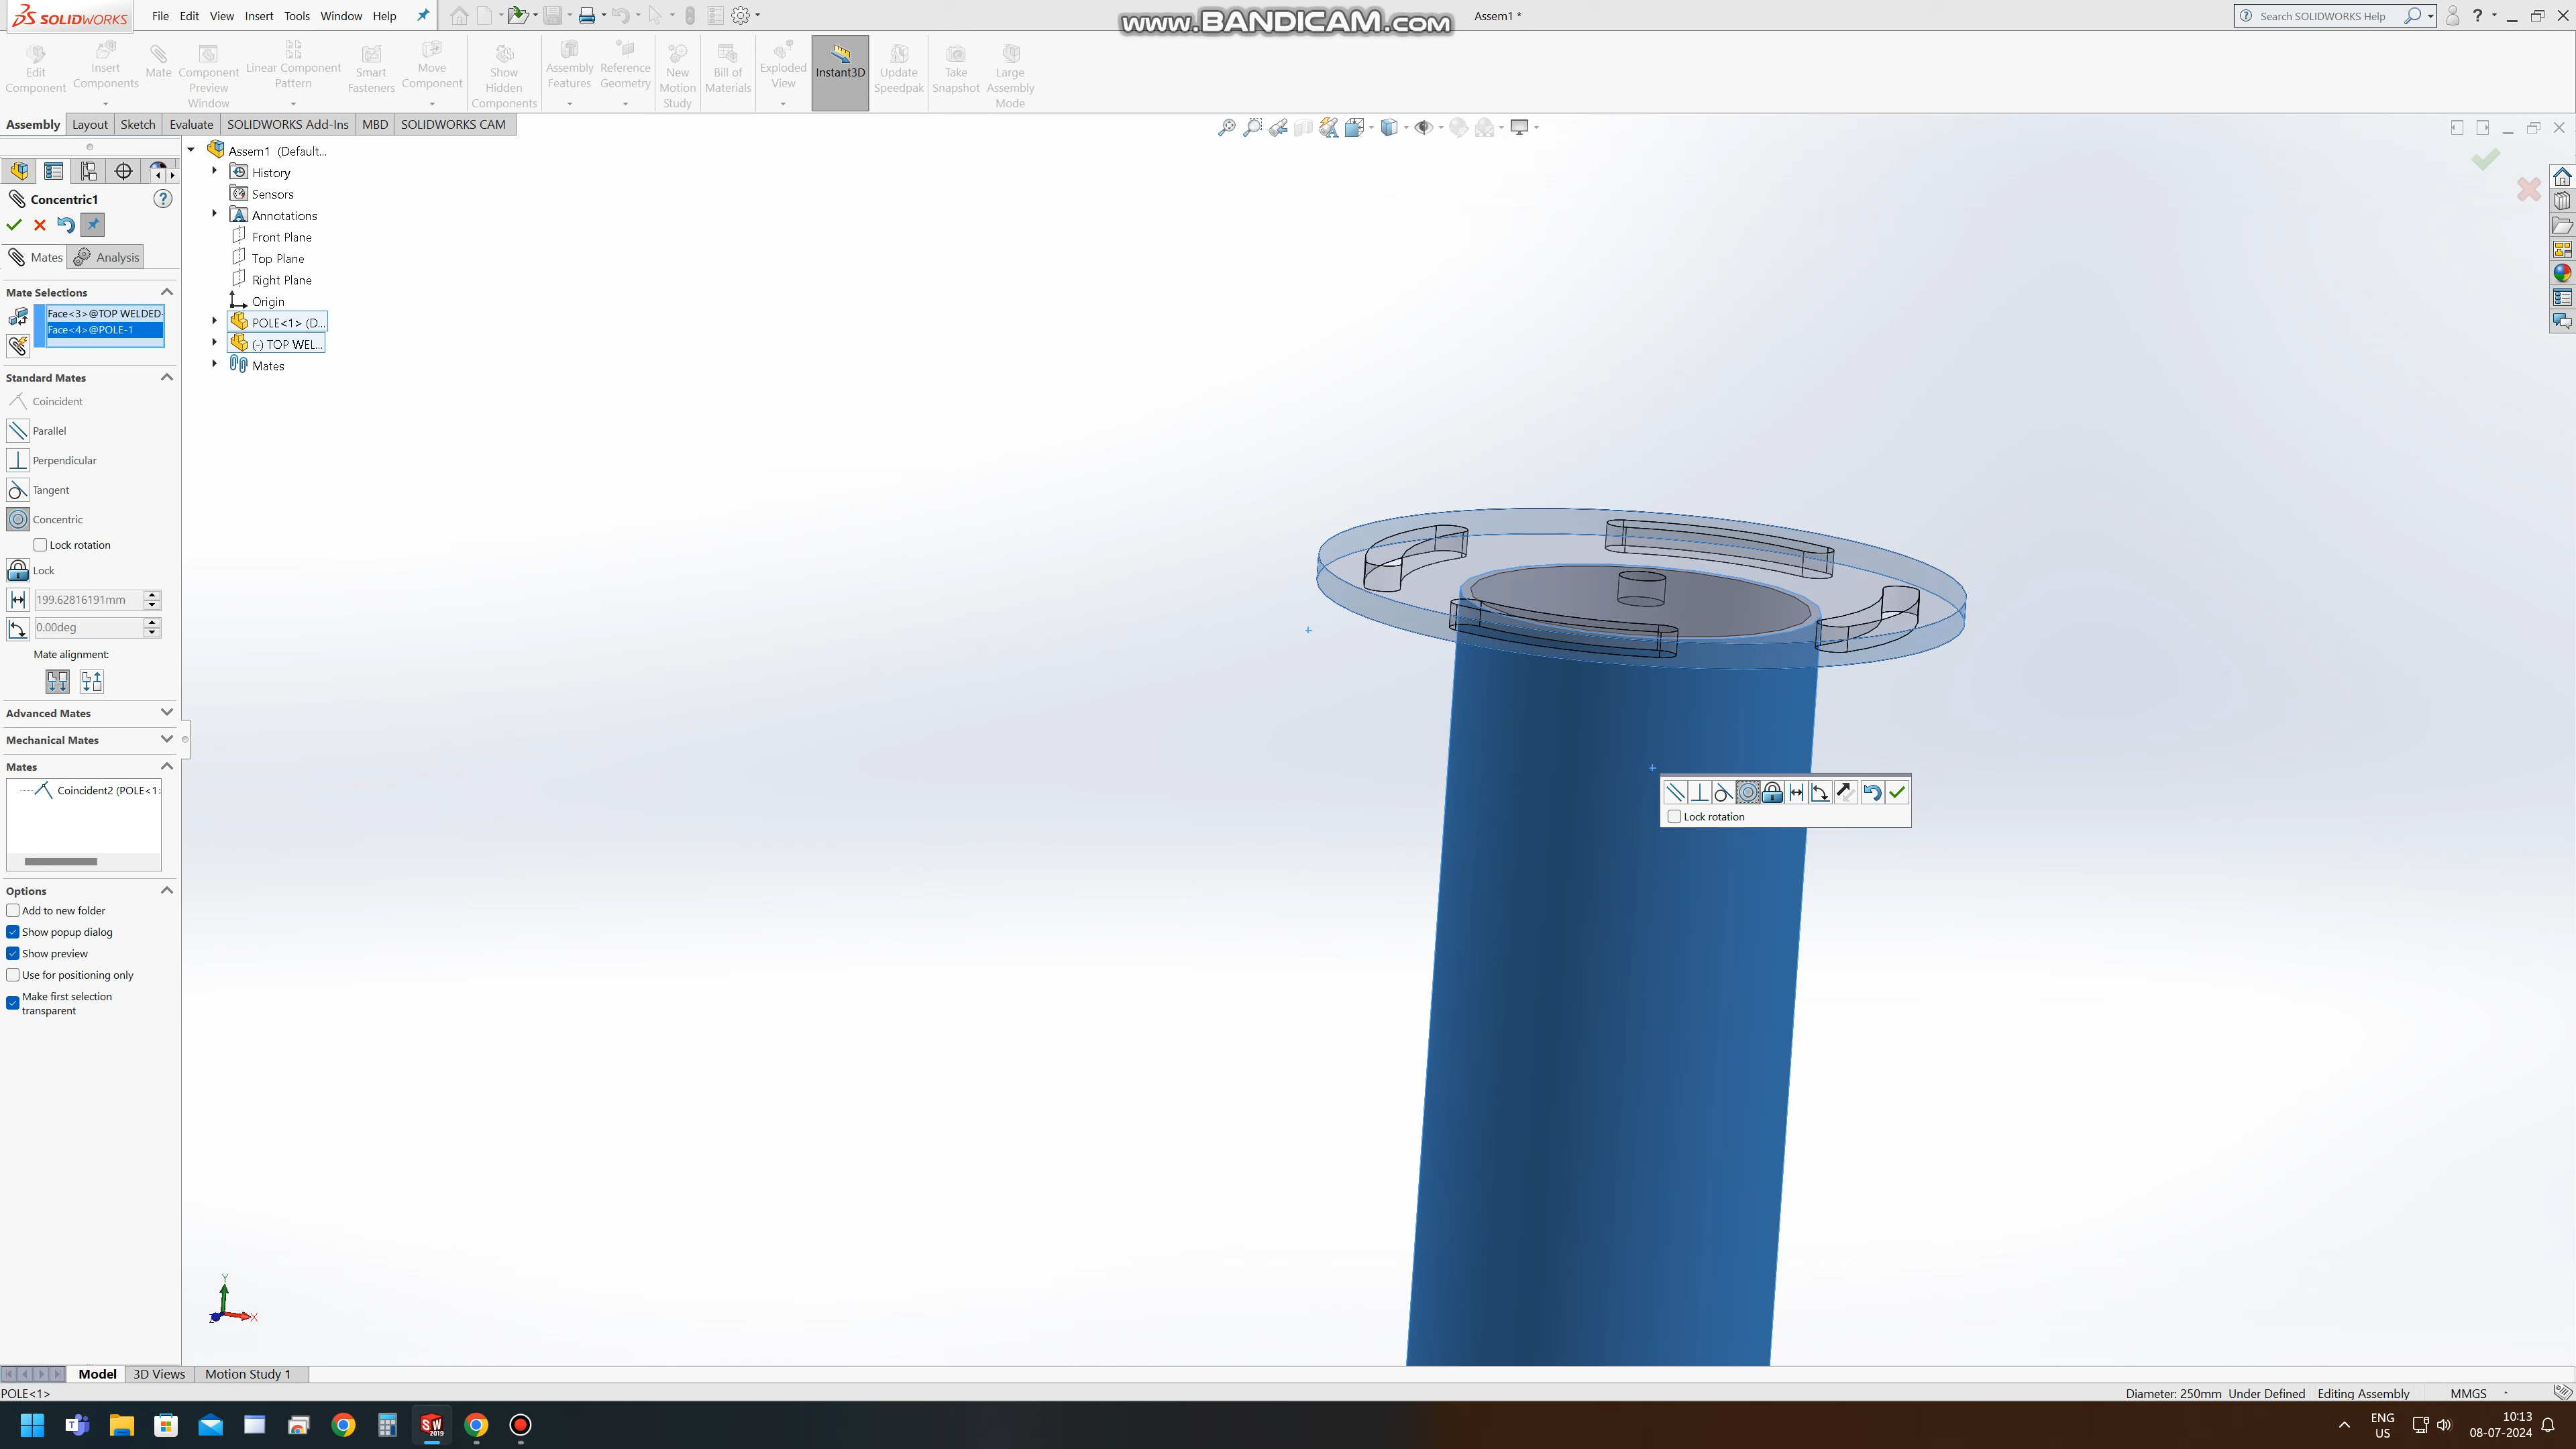 SOLIDWORKS File Edit View Insert Tools Window Help
www.BANDICAM.com
Assem1 *
Search SOLIDWORKS Help
Edit Component
Insert Components
Mate
Component Preview Window
Linear Component Pattern
Smart Fasteners
Move Component
Show Hidden Components
Assembly Features
Reference Geometry
New Motion Study
Bill of Materials
Exploded View
Instant3D
Update Speedpak
Take Snapshot
Large Assembly Mode
Assembly Layout Sketch Evaluate SOLIDWORKS Add-Ins MBD SOLIDWORKS CAM
Concentric1
Mates Analysis
Mate Selections
Face<3>@TOP WELDED-
Face<4>@POLE-1
Standard Mates
Coincident
Parallel
Perpendicular
Tangent
Concentric
Lock rotation
Lock
199.62816191mm
0.00deg
Mate alignment:
Advanced Mates
Mechanical Mates
Mates
Coincident2 (POLE<1>
Options
Add to new folder
Show popup dialog
Show preview
Use for positioning only
Make first selection
transparent
Assem1 (Default...
History
Sensors
Annotations
Front Plane
Top Plane
Right Plane
Origin
POLE<1> (D...
(-) TOP WEL...
Mates
Lock rotation
Y
X
Z
Model 3D Views Motion Study 1
POLE<1>
Diameter: 250mm Under Defined Editing Assembly MMGS
SW 2019
ENG
US
10:13
08-07-2024